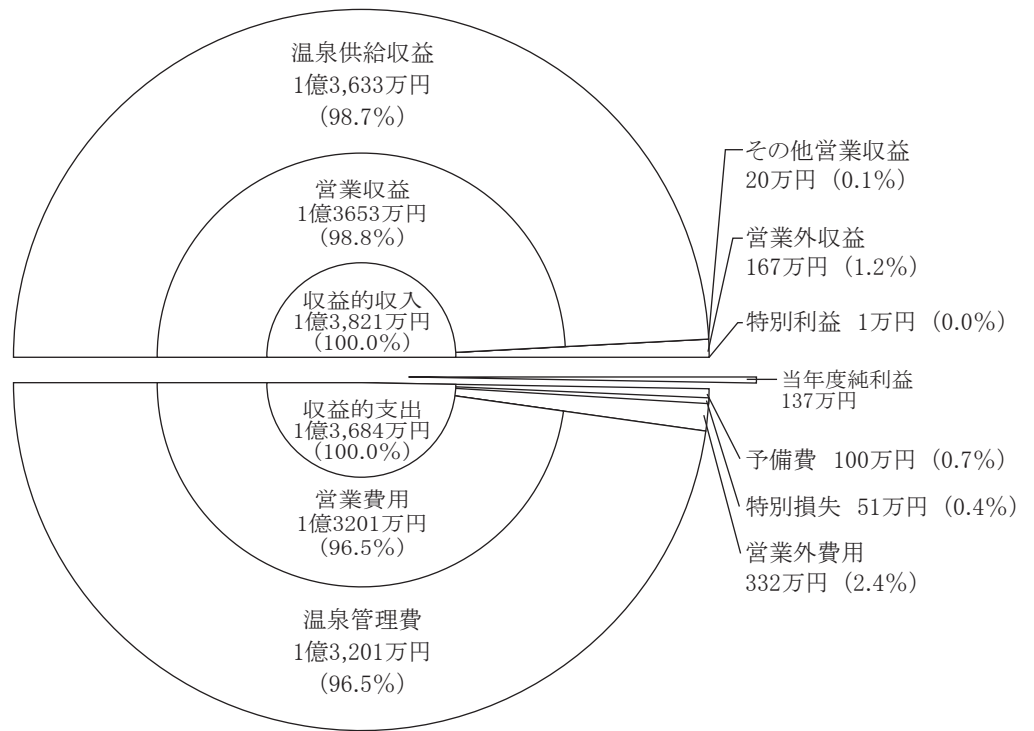 温泉供給収益
1億3,633万円
（98.7％）
営業収益
1億3653万円
（98.8％）
収益的収入
1億3,821万円
（100.0％）
その他営業収益
20万円（0.1％）
営業外収益
167万円（1.2％）
特別利益 1万円（0.0％）
当年度純利益
137万円
収益的支出
1億3,684万円
（100.0％）
営業費用
1億3201万円
（96.5％）
温泉管理費
1億3,201万円
（96.5％）
予備費 100万円（0.7％）
特別損失 51万円（0.4％）
営業外費用
332万円（2.4％）